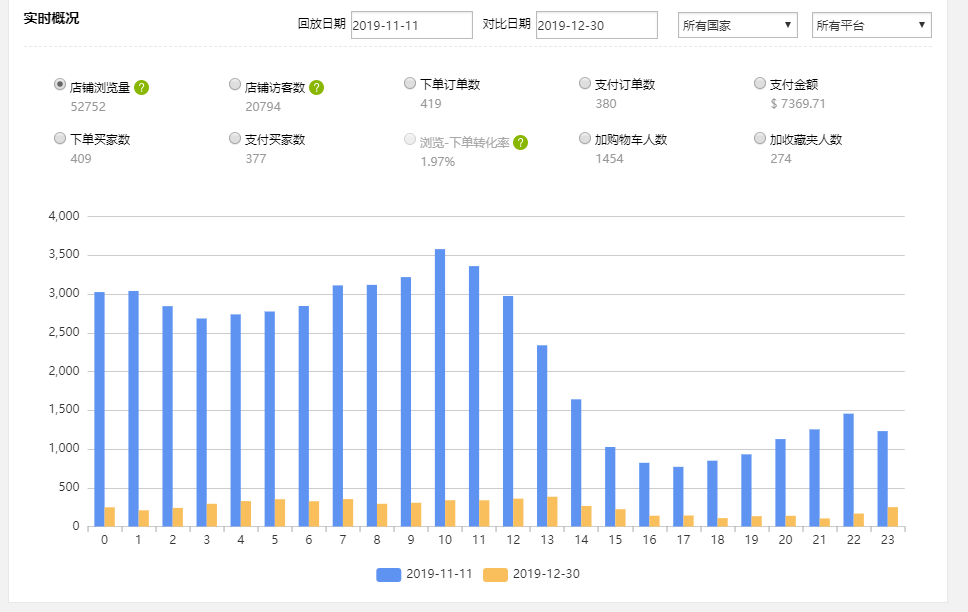 实时概况
回放日期 2019-11-11 对比日期 2019-12-30 所有国家 所有平台
店铺浏览量 ? 店铺访客数 ? 下单订单数 支付订单数 支付金额
52752 20794 419 380 $ 7369.71
下单买家数 支付买家数 浏览-下单转化率 ? 加购物车人数 加收藏夹人数
409 377 1.97% 1454 274
4,000
3,500
3,000
2,500
2,000
1,500
1,000
500
0
0 1 2 3 4 5 6 7 8 9 10 11 12 13 14 15 16 17 18 19 20 21 22 23
2019-11-11 2019-12-30